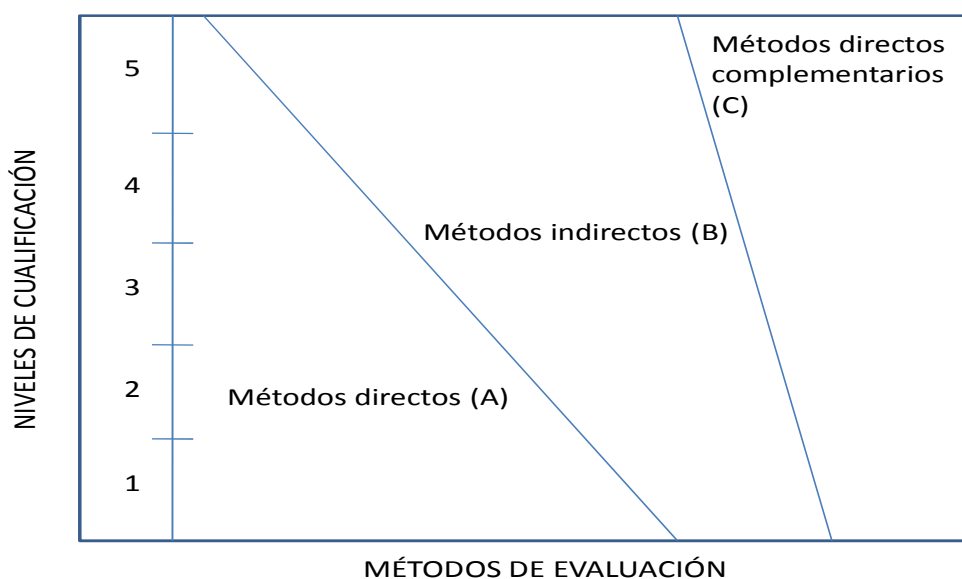 NIVELES DE CUALIFICACIÓN
5
4
3
2
1
Métodos directos
complementarios
(C)
Métodos indirectos (B)
Métodos directos (A)
MÉTODOS DE EVALUACIÓN